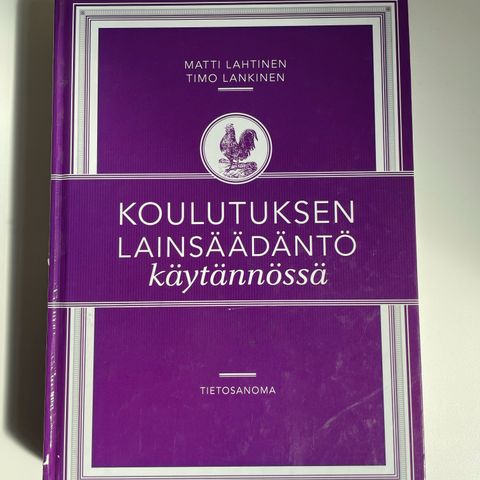 MATTI LAHTINEN
TIMO LANKINEN
KOULUTUKSEN
LAINSÄÄDÄNTÖ
käytännössä
TIETOSANOMA